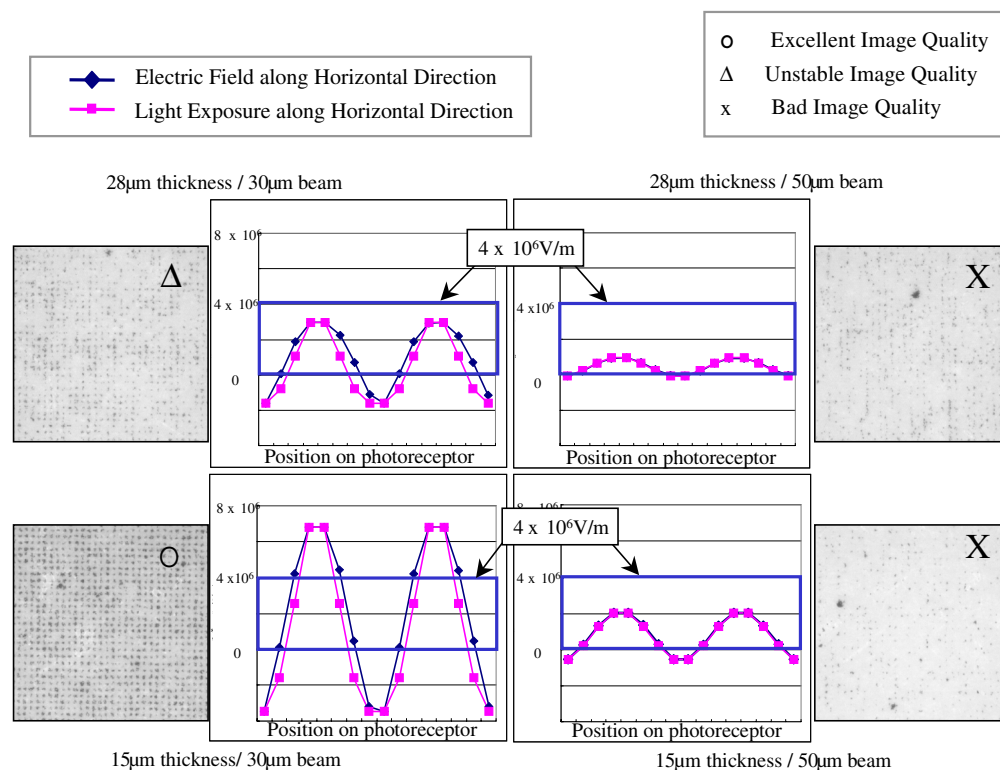 Electric Field along Horizontal Direction
Light Exposure along Horizontal Direction
o Excellent Image Quality
Δ Unstable Image Quality
x Bad Image Quality
28μm thickness / 30μm beam
28μm thickness / 50μm beam
8 x 10⁶
4 x 10⁶V/m
Δ
X
4 x 10⁶
4x10⁶
0
0
Position on photoreceptor
Position on photoreceptor
8 x 10⁶
8 x 10⁶
4 x 10⁶V/m
O
X
4x10⁶
4 x10⁶
0
0
Position on photoreceptor
Position on photoreceptor
15μm thickness/ 30μm beam
15μm thickness / 50μm beam